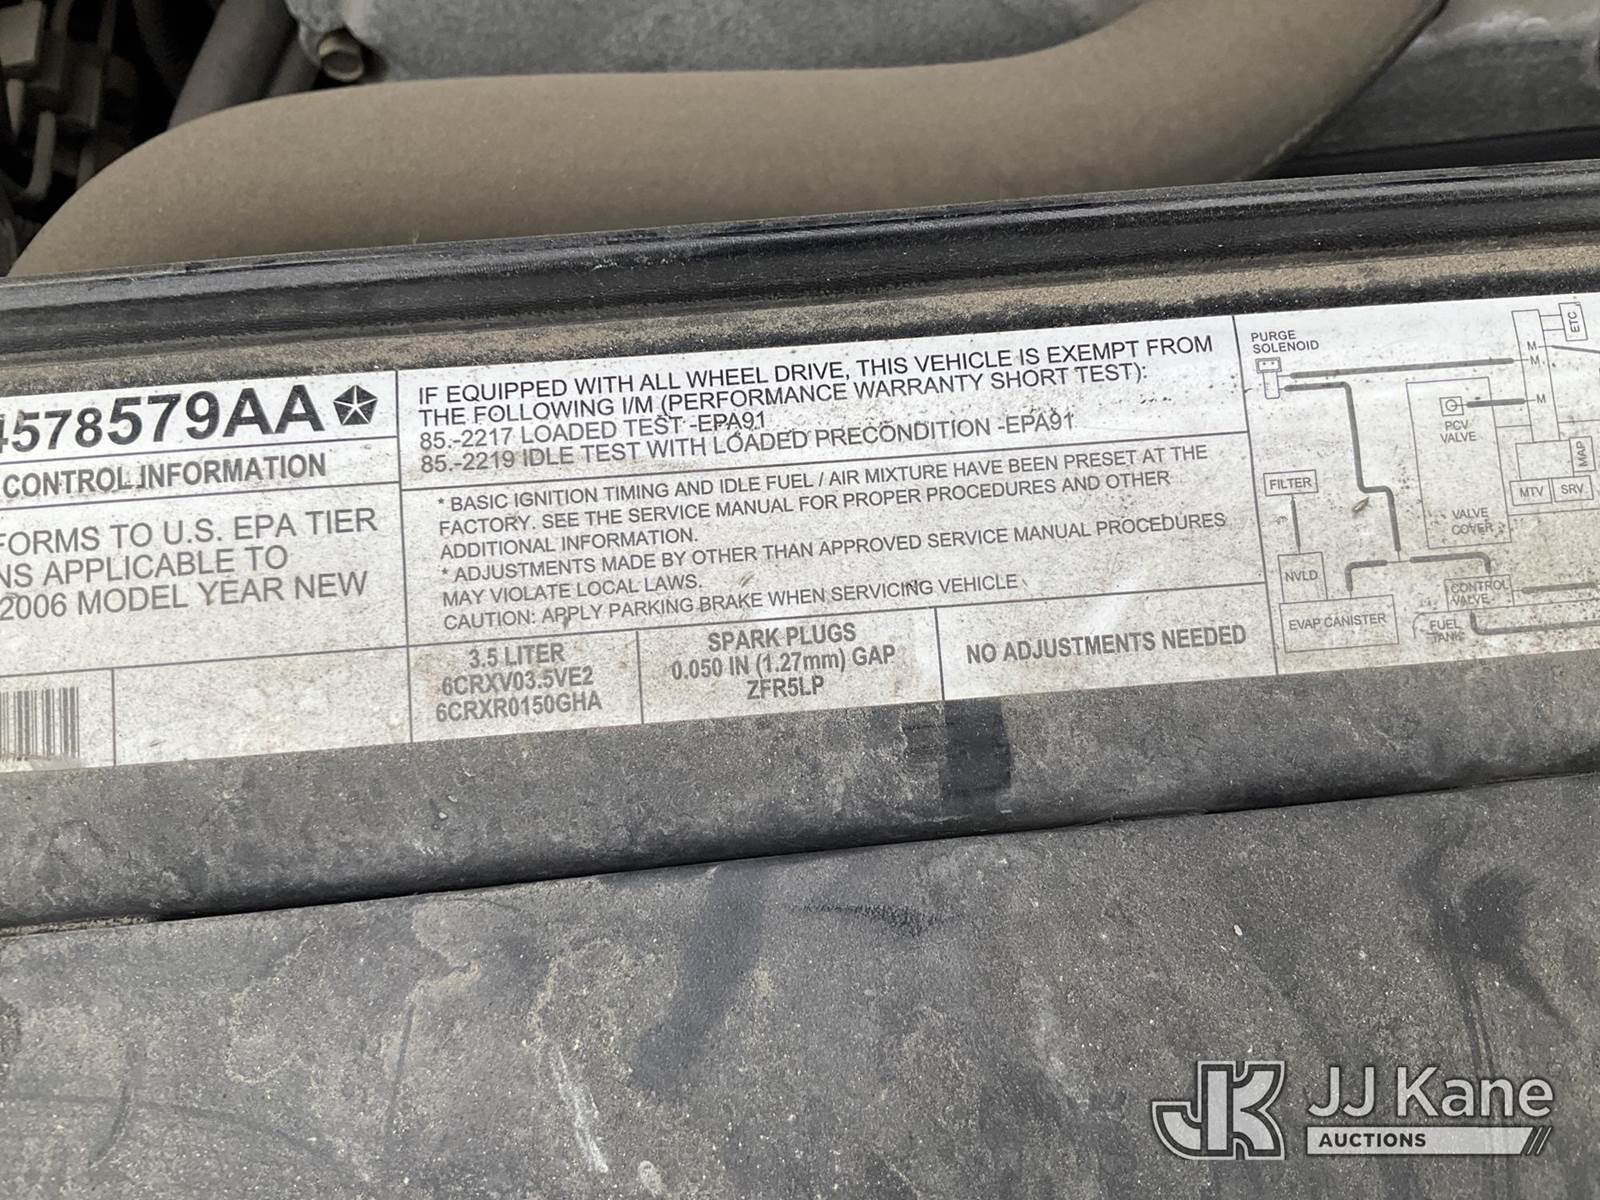 4578579AA
CONTROL INFORMATION
FORMS TO U.S. EPA TIER
NS APPLICABLE TO
2006 MODEL YEAR NEW
IF EQUIPPED WITH ALL WHEEL DRIVE, THIS VEHICLE IS EXEMPT FROM
THE FOLLOWING I/M (PERFORMANCE WARRANTY SHORT TEST):
85.-2217 LOADED TEST -EPA91
85.-2219 IDLE TEST WITH LOADED PRECONDITION -EPA91
* BASIC IGNITION TIMING AND IDLE FUEL / AIR MIXTURE HAVE BEEN PRESET AT THE
FACTORY. SEE THE SERVICE MANUAL FOR PROPER PROCEDURES AND OTHER
ADDITIONAL INFORMATION.
* ADJUSTMENTS MADE BY OTHER THAN APPROVED SERVICE MANUAL PROCEDURES
MAY VIOLATE LOCAL LAWS.
CAUTION: APPLY PARKING BRAKE WHEN SERVICING VEHICLE
3.5 LITER
6CRXV03.5VE2
6CRXR0150GHA
SPARK PLUGS
0.050 IN (1.27mm) GAP
ZFR5LP
NO ADJUSTMENTS NEEDED
PURGE
SOLENOID
ETC
M
M
M
PCV
VALVE
MAP
FILTER
MTV
SRV
VALVE
COVER
NVLD
CONTROL
VALVE
EVAP CANISTER
FUEL
TANK
JK
JJ Kane
AUCTIONS